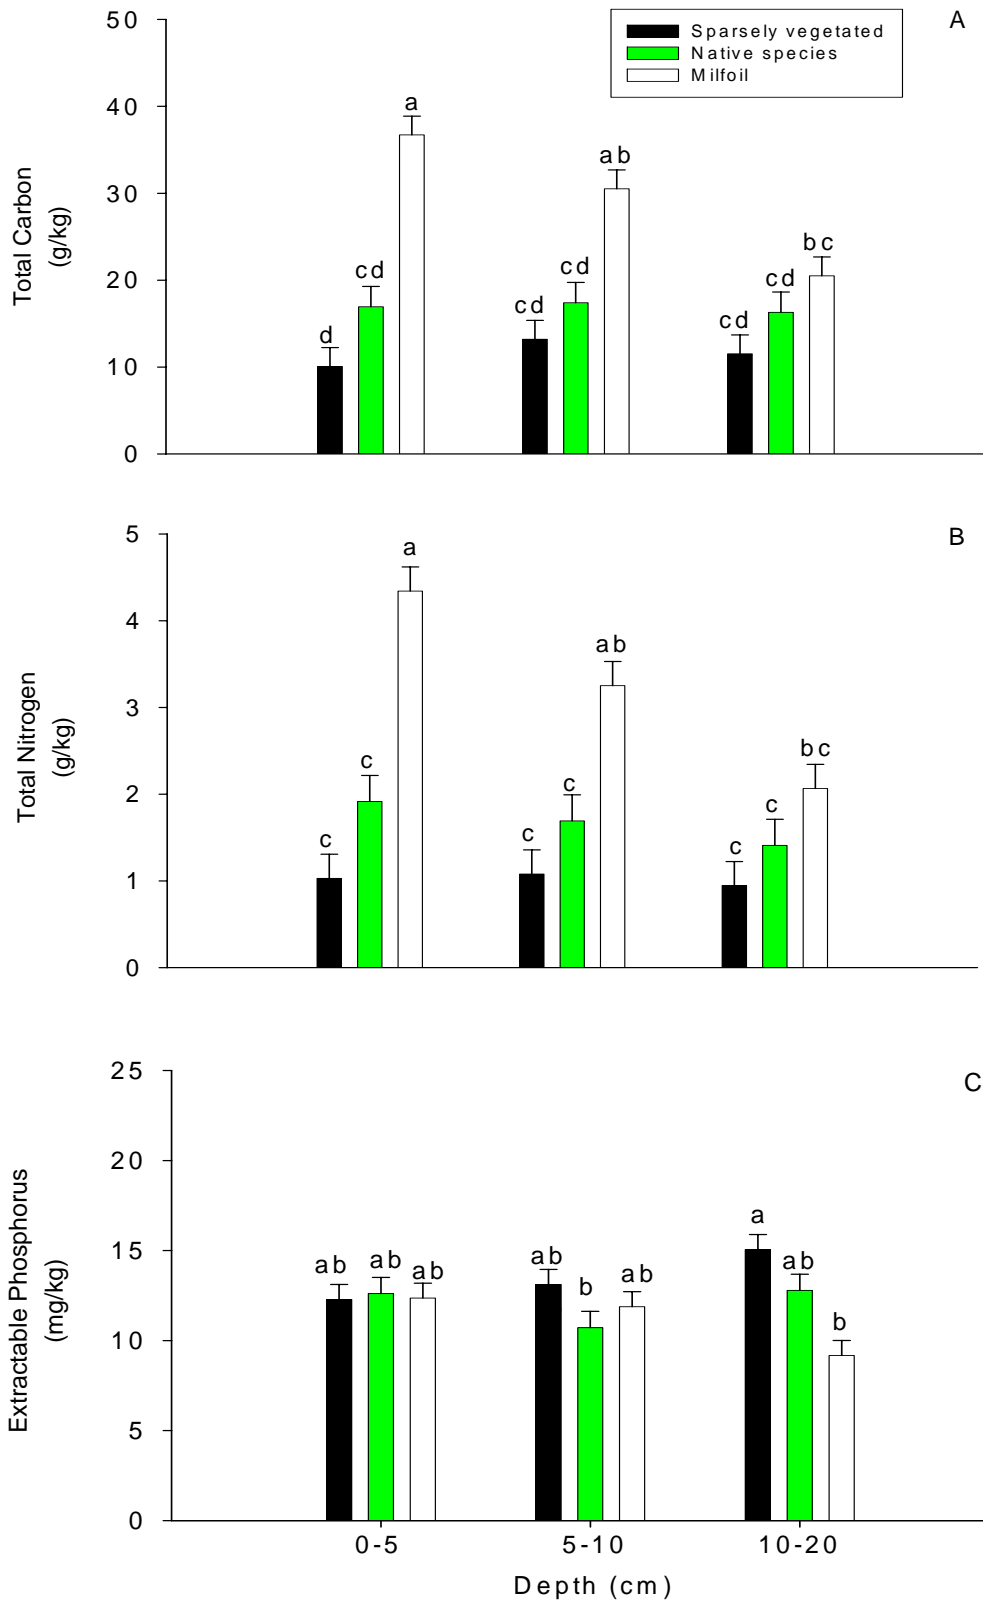 A
Sparsely vegetated
Native species
Milfoil
Total Carbon
(g/kg)
50
40
30
20
10
0
d
cd
a
cd
cd
ab
cd
cd
bc
B
Total Nitrogen
(g/kg)
5
4
3
2
1
0
c
c
a
c
c
ab
c
c
bc
C
Extractable Phosphorus
(mg/kg)
25
20
15
10
5
0
ab
ab
ab
ab
b
ab
a
ab
b
0-5 5-10 10-20
Depth (cm)